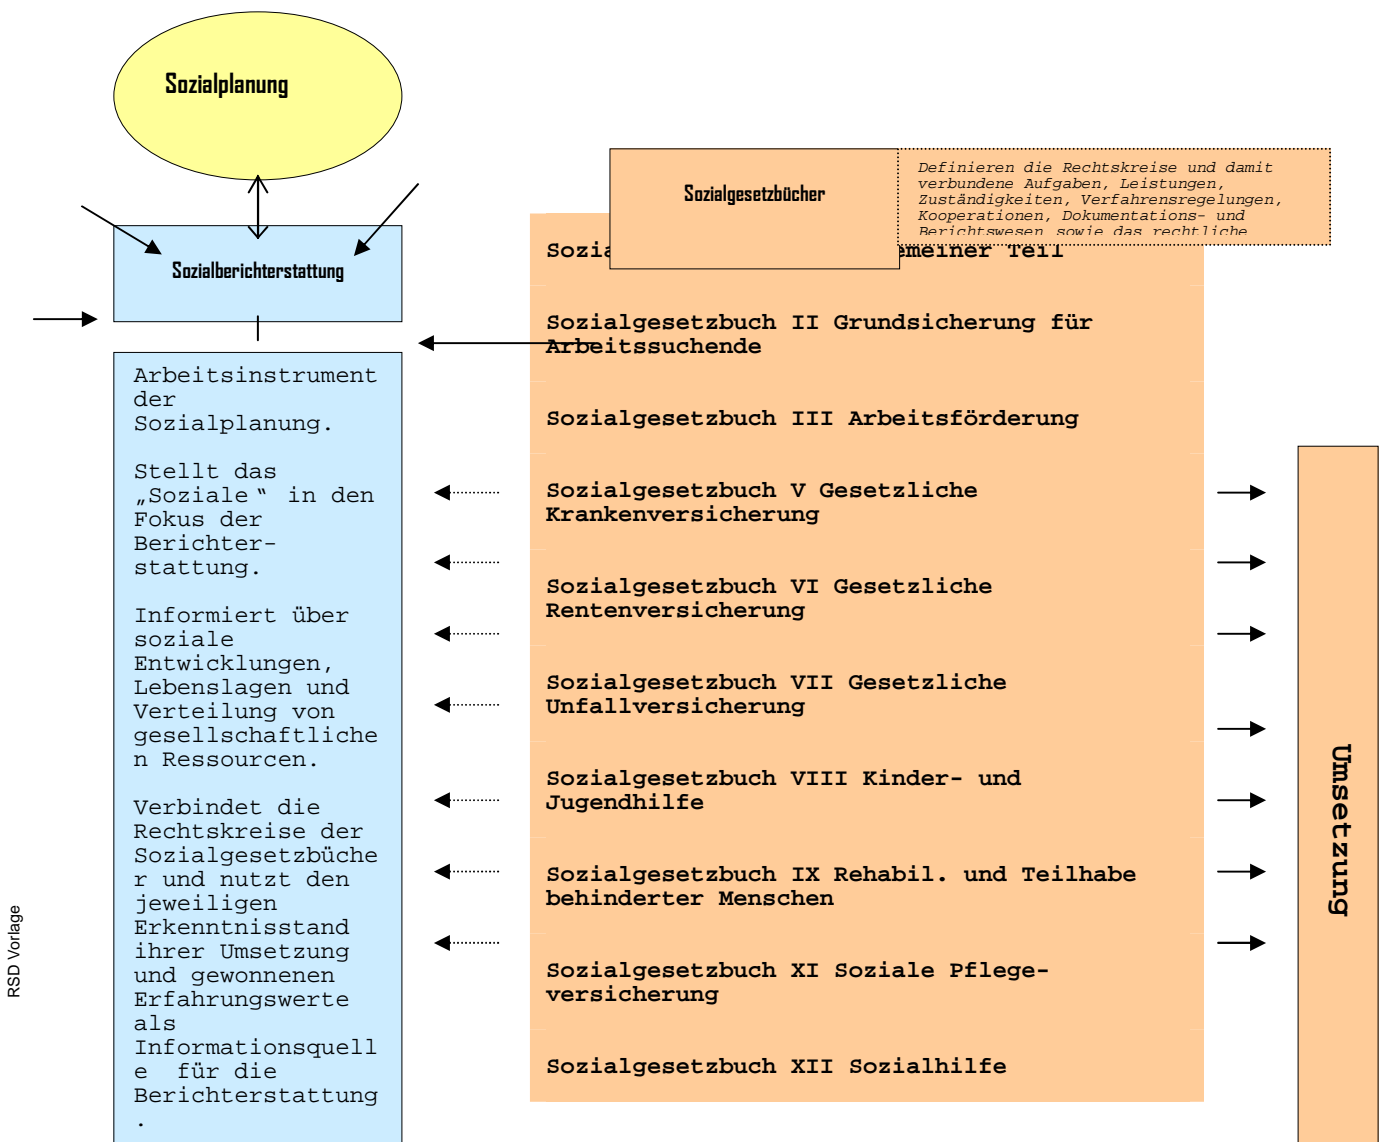 Sozialplanung
Sozialberichterstattung
Arbeitsinstrument
der
Sozialplanung.
Stellt das
„Soziale“ in den
Fokus der
Berichter-
stattung.
Informiert über
soziale
Entwicklungen,
Lebenslagen und
Verteilung von
gesellschaftliche
n Ressourcen.
Verbindet die
Rechtskreise der
Sozialgesetzbüche
r und nutzt den
jeweiligen
Erkenntnisstand
ihrer Umsetzung
und gewonnenen
Erfahrungswerte
als
Informationsquell
e für die
Berichterstattung
.
Sozialgesetzbücher
Definieren die Rechtskreise und damit
verbundene Aufgaben, Leistungen,
Zuständigkeiten, Verfahrensregelungen,
Kooperationen, Dokumentations- und
Berichtswesen sowie das rechtliche
Sozia emeiner Teil
Sozialgesetzbuch II Grundsicherung für
Arbeitssuchende
Sozialgesetzbuch III Arbeitsförderung
Sozialgesetzbuch V Gesetzliche
Krankenversicherung
Sozialgesetzbuch VI Gesetzliche
Rentenversicherung
Sozialgesetzbuch VII Gesetzliche
Unfallversicherung
Sozialgesetzbuch VIII Kinder- und
Jugendhilfe
Sozialgesetzbuch IX Rehabil. und Teilhabe
behinderter Menschen
Sozialgesetzbuch XI Soziale Pflege-
versicherung
Sozialgesetzbuch XII Sozialhilfe
Umsetzung
RSD Vorlage